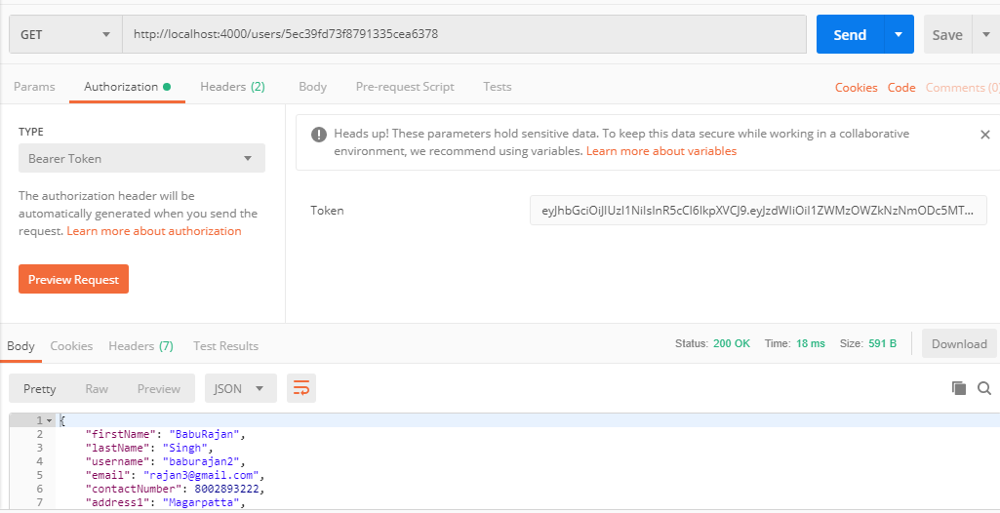 GET http://localhost:4000/users/5ec39fd73f8791335cea6378 Send Save
Params Authorization Headers (2) Body Pre-request Script Tests Cookies Code Comments (0)
TYPE
Bearer Token
The authorization header will be
automatically generated when you send the
request. Learn more about authorization
Preview Request
Heads up! These parameters hold sensitive data. To keep this data secure while working in a collaborative
environment, we recommend using variables. Learn more about variables
Token eyJhbGciOiJIUzI1NiIsInR5cCI6IkpXVCJ9.eyJzdWIiOiI1ZWMzOWZkNzNmODc5MT...
Body Cookies Headers (7) Test Results Status: 200 OK Time: 18 ms Size: 591 B Download
Pretty Raw Preview JSON
1 {
2 "firstName": "BabuRajan",
3 "lastName": "Singh",
4 "username": "baburajan2",
5 "email": "rajan3@gmail.com",
6 "contactNumber": 8002893222,
7 "address1": "Magarpatta",